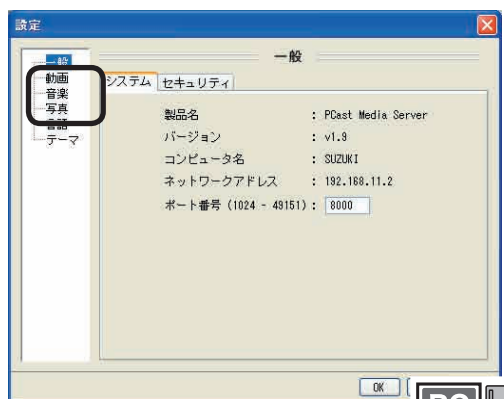 設定
一般
動画
音楽
写真
言語
テーマ
一般
システム セキュリティ
製品名 : PCast Media Server
バージョン : v1.9
コンピュータ名 : SUZUKI
ネットワークアドレス : 192.168.11.2
ポート番号 (1024 - 49151) : 8000
OK